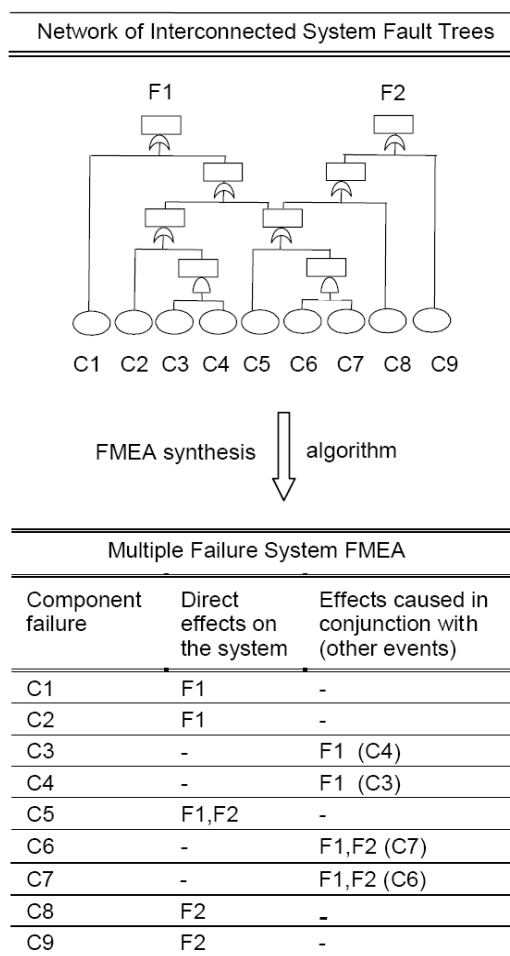 Network of Interconnected System Fault Trees
F1 F2
C1 C2 C3 C4 C5 C6 C7 C8 C9
FMEA synthesis algorithm
Multiple Failure System FMEA
Component Direct Effects caused in
failure effects on conjunction with
the system (other events)
C1 F1 -
C2 F1 -
C3 - F1 (C4)
C4 - F1 (C3)
C5 F1,F2 -
C6 - F1,F2 (C7)
C7 - F1,F2 (C6)
C8 F2 -
C9 F2 -